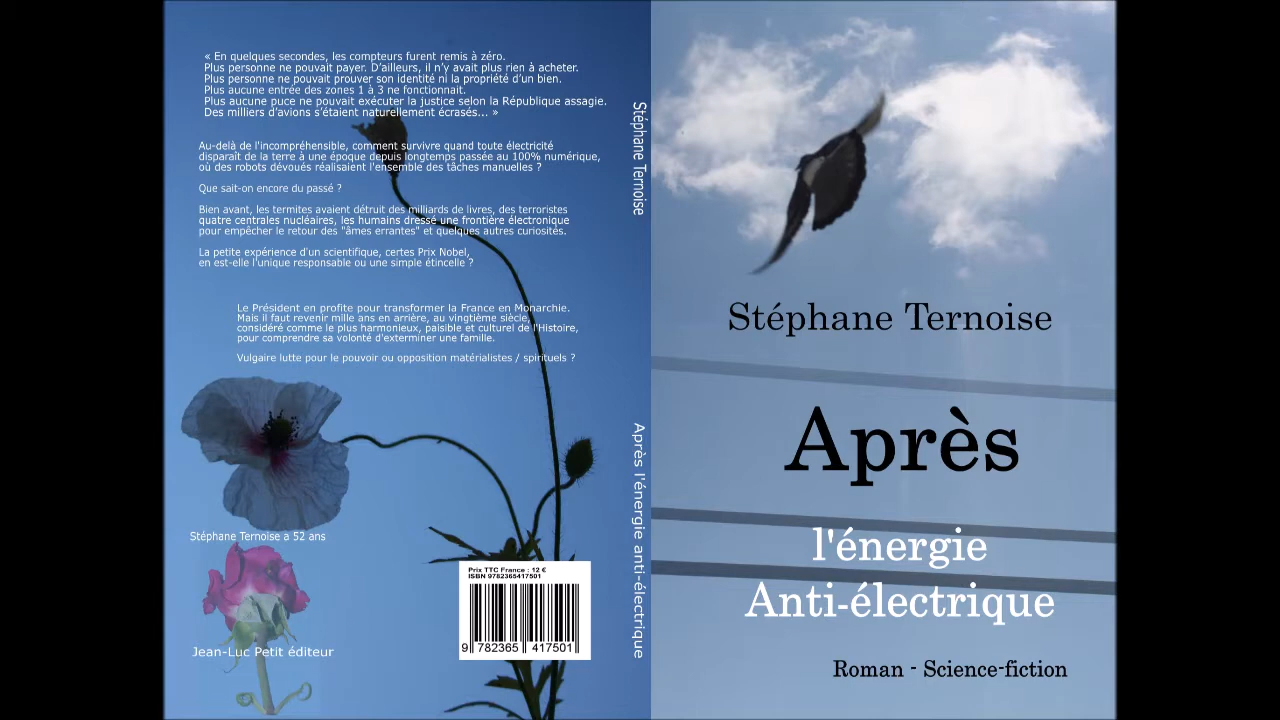 « En quelques secondes, les compteurs furent remis à zéro.
Plus personne ne pouvait payer. D'ailleurs, il n'y avait plus rien à acheter.
Plus personne ne pouvait prouver son identité ni la propriété d'un bien.
Plus aucune entrée des zones 1 à 3 ne fonctionnait.
Plus aucune puce ne pouvait exécuter la justice selon la République assagie.
Des milliers d'avions s'étaient naturellement écrasés... »
Au-delà de l'incompréhensible, comment survivre quand toute électricité
disparaît de la terre à une époque depuis longtemps passée au 100% numérique,
où des robots dévoués réalisaient l'ensemble des tâches manuelles ?
Que sait-on encore du passé ?
Bien avant, les termites avaient détruit des milliards de livres, des terroristes
quatre centrales nucléaires, les humains dressé une frontière électronique
pour empêcher le retour des "âmes errantes" et quelques autres curiosités.
La petite expérience d'un scientifique, certes Prix Nobel,
en est-elle l'unique responsable ou une simple étincelle ?
Le Président en profite pour transformer la France en Monarchie.
Mais il faut revenir mille ans en arrière, au vingtième siècle,
considéré comme le plus harmonieux, paisible et culturel de l'Histoire,
pour comprendre sa volonté d'exterminer une famille.
Vulgaire lutte pour le pouvoir ou opposition matérialistes / spirituels ?
Stéphane Ternoise a 52 ans
Jean-Luc Petit éditeur
Prix TTC France : 12 €
ISBN 9782365417501
9 782365 417501
Stéphane Ternoise
Après l'énergie anti-électrique
Stéphane Ternoise
Après
l'énergie
Anti-électrique
Roman - Science-fiction